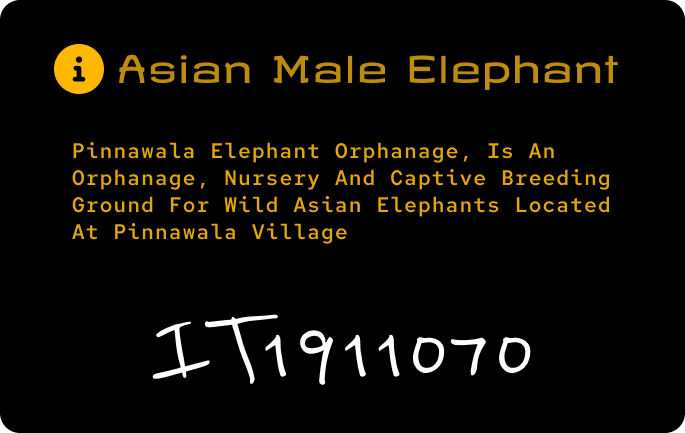 i Asian Male Elephant
Pinnawala Elephant Orphanage, Is An
Orphanage, Nursery And Captive Breeding
Ground For Wild Asian Elephants Located
At Pinnawala Village
IT1911070